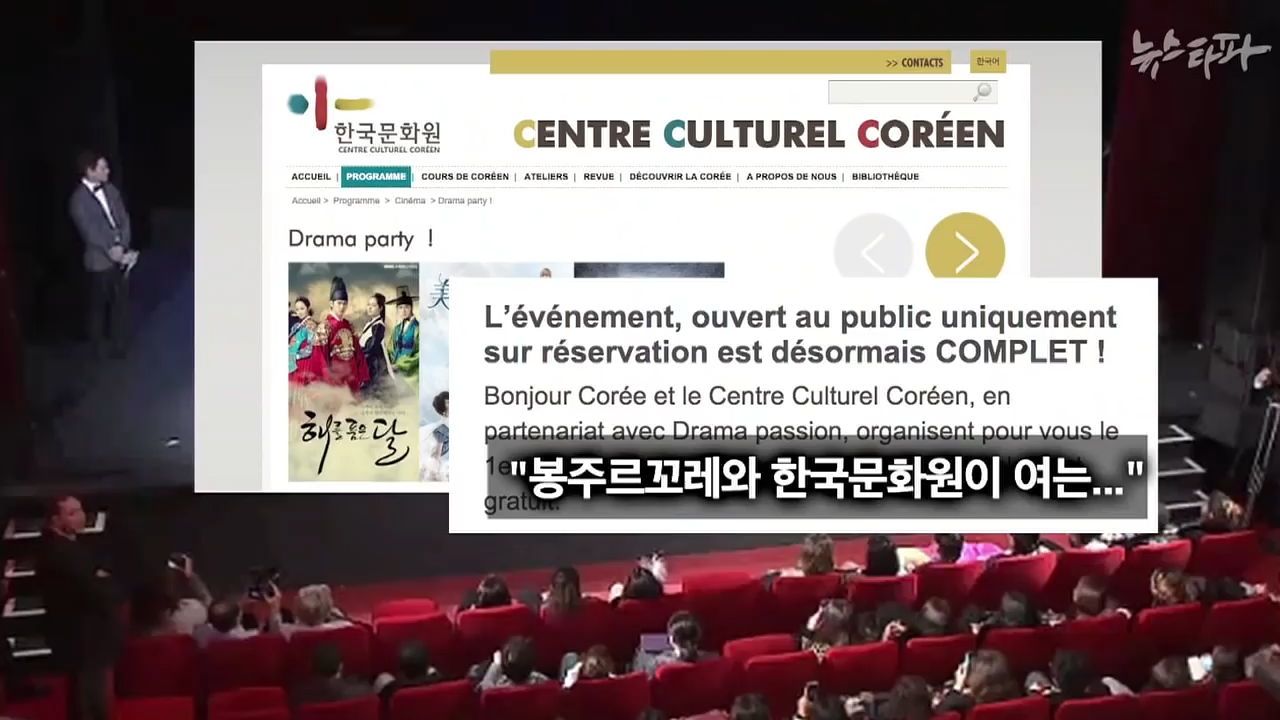 뉴스타파
>> CONTACTS
한국어
한국문화원
CENTRE CULTUREL CORÉEN
CENTRE CULTUREL CORÉEN
ACCUEIL | PROGRAMME | COURS DE CORÉEN | ATELIERS | REVUE | DÉCOUVRIR LA CORÉE | A PROPOS DE NOUS | BIBLIOTHÈQUE
Accueil > Programme > Cinéma > Drama party !
Drama party !
해를 품은 달
美
L'événement, ouvert au public uniquement
sur réservation est désormais COMPLET !
Bonjour Corée et le Centre Culturel Coréen, en
partenariat avec Drama passion, organisent pour vous le
"봉주르꼬레와 한국문화원이 여는..."
gratuit.